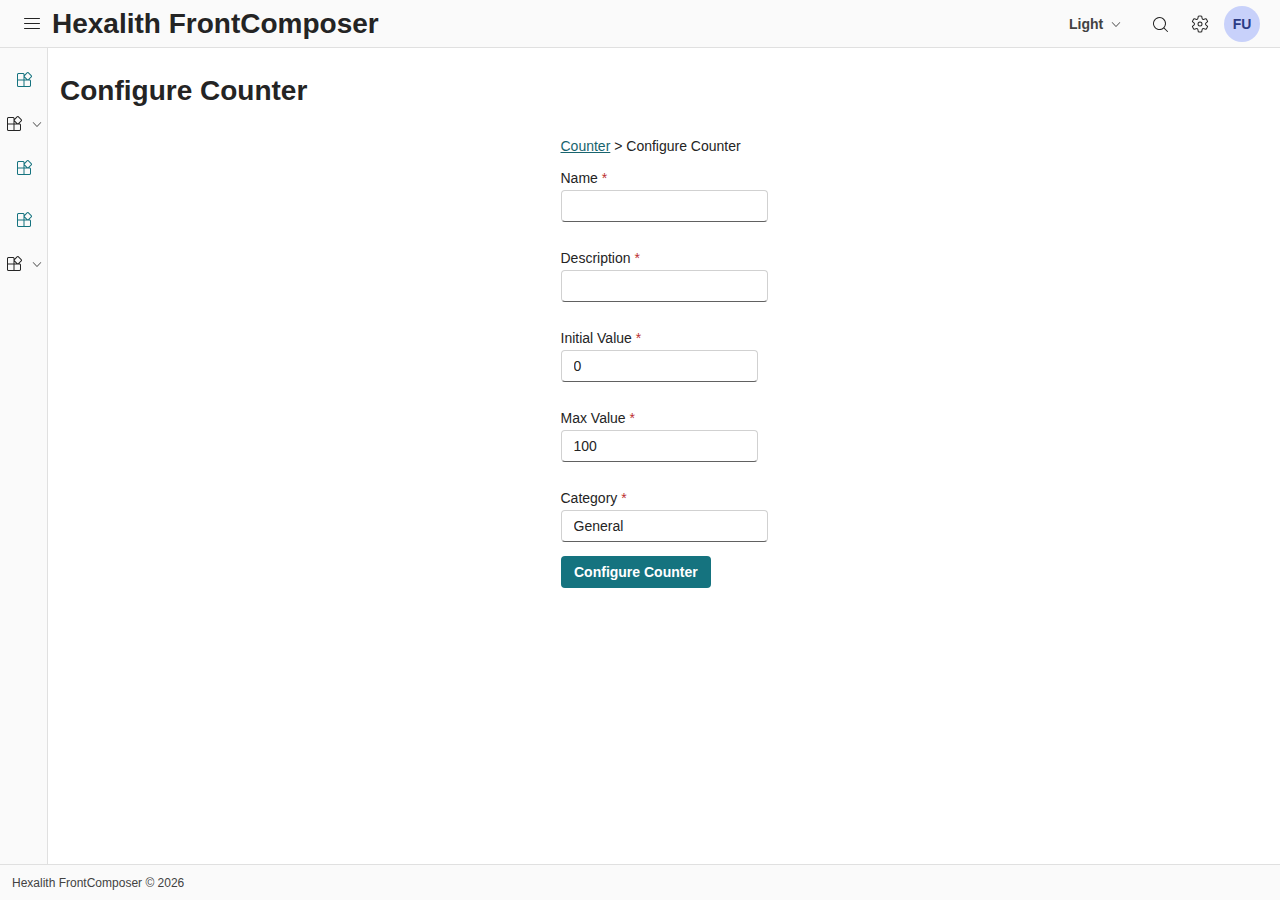 Hexalith FrontComposer
Light
FU
Configure Counter
Counter > Configure Counter
Name *
Description *
Initial Value *
0
Max Value *
100
Category *
General
Configure Counter
Hexalith FrontComposer © 2026